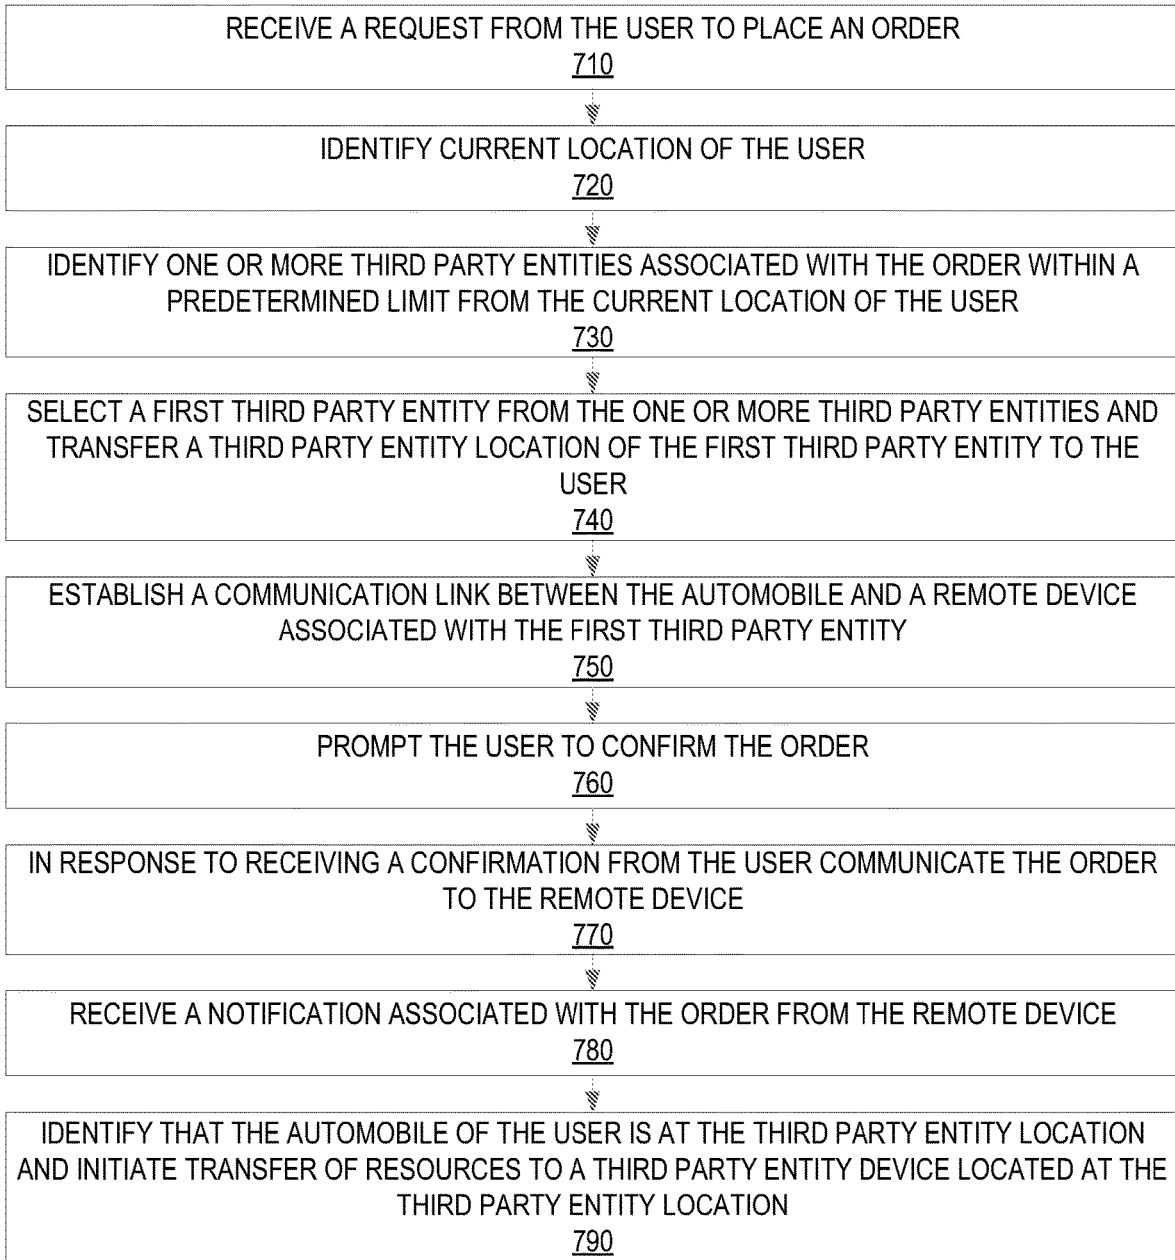 RECEIVE A REQUEST FROM THE USER TO PLACE AN ORDER
710
IDENTIFY CURRENT LOCATION OF THE USER
720
IDENTIFY ONE OR MORE THIRD PARTY ENTITIES ASSOCIATED WITH THE ORDER WITHIN A
PREDETERMINED LIMIT FROM THE CURRENT LOCATION OF THE USER
730
SELECT A FIRST THIRD PARTY ENTITY FROM THE ONE OR MORE THIRD PARTY ENTITIES AND
TRANSFER A THIRD PARTY ENTITY LOCATION OF THE FIRST THIRD PARTY ENTITY TO THE
USER
740
ESTABLISH A COMMUNICATION LINK BETWEEN THE AUTOMOBILE AND A REMOTE DEVICE
ASSOCIATED WITH THE FIRST THIRD PARTY ENTITY
750
PROMPT THE USER TO CONFIRM THE ORDER
760
IN RESPONSE TO RECEIVING A CONFIRMATION FROM THE USER COMMUNICATE THE ORDER
TO THE REMOTE DEVICE
770
RECEIVE A NOTIFICATION ASSOCIATED WITH THE ORDER FROM THE REMOTE DEVICE
780
IDENTIFY THAT THE AUTOMOBILE OF THE USER IS AT THE THIRD PARTY ENTITY LOCATION
AND INITIATE TRANSFER OF RESOURCES TO A THIRD PARTY ENTITY DEVICE LOCATED AT THE
THIRD PARTY ENTITY LOCATION
790